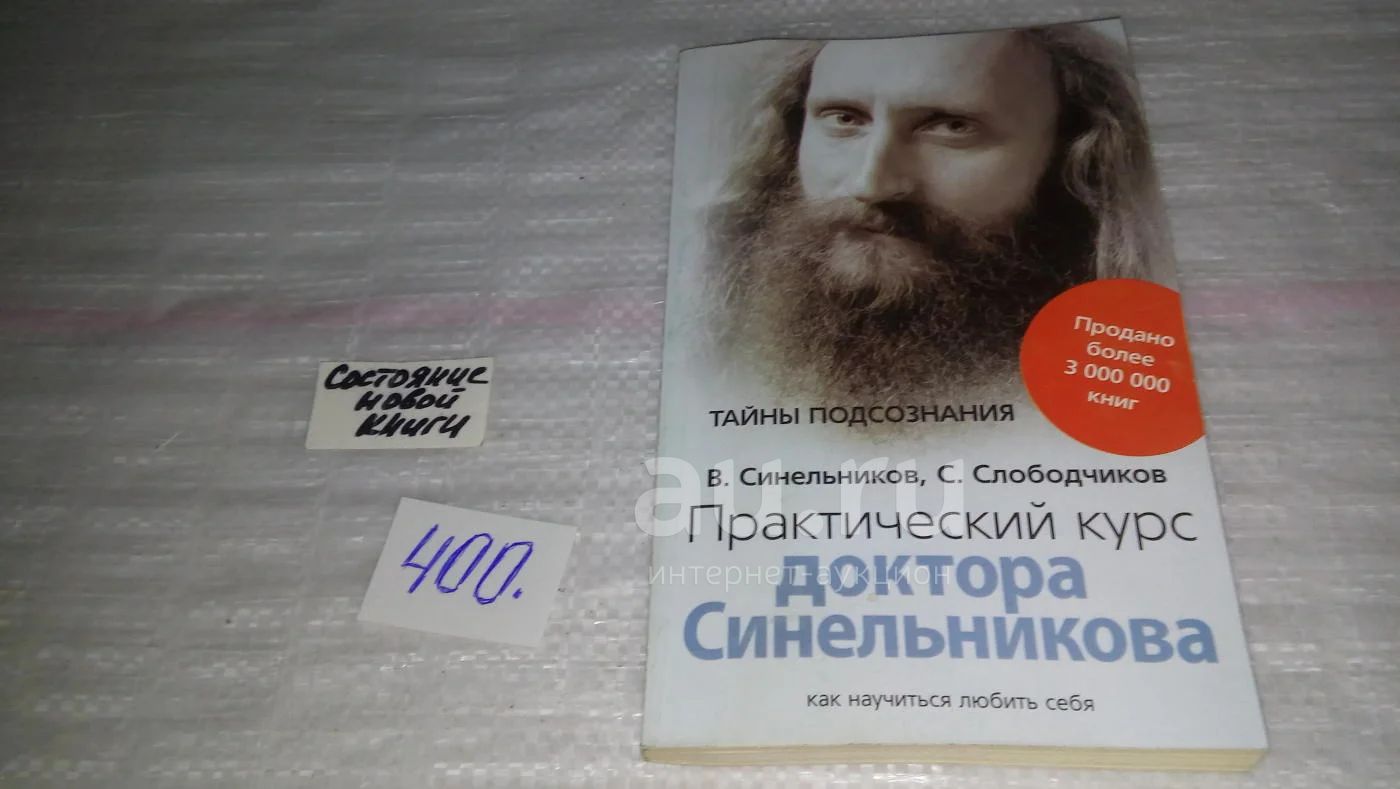 Состояние
новой
книги
400.
Продано
более
3 000 000
книг
ТАЙНЫ ПОДСОЗНАНИЯ
В. Синельников, С. Слободчиков
Практический курс
доктора
Синельникова
как научиться любить себя
au.ru
интернет-аукцион